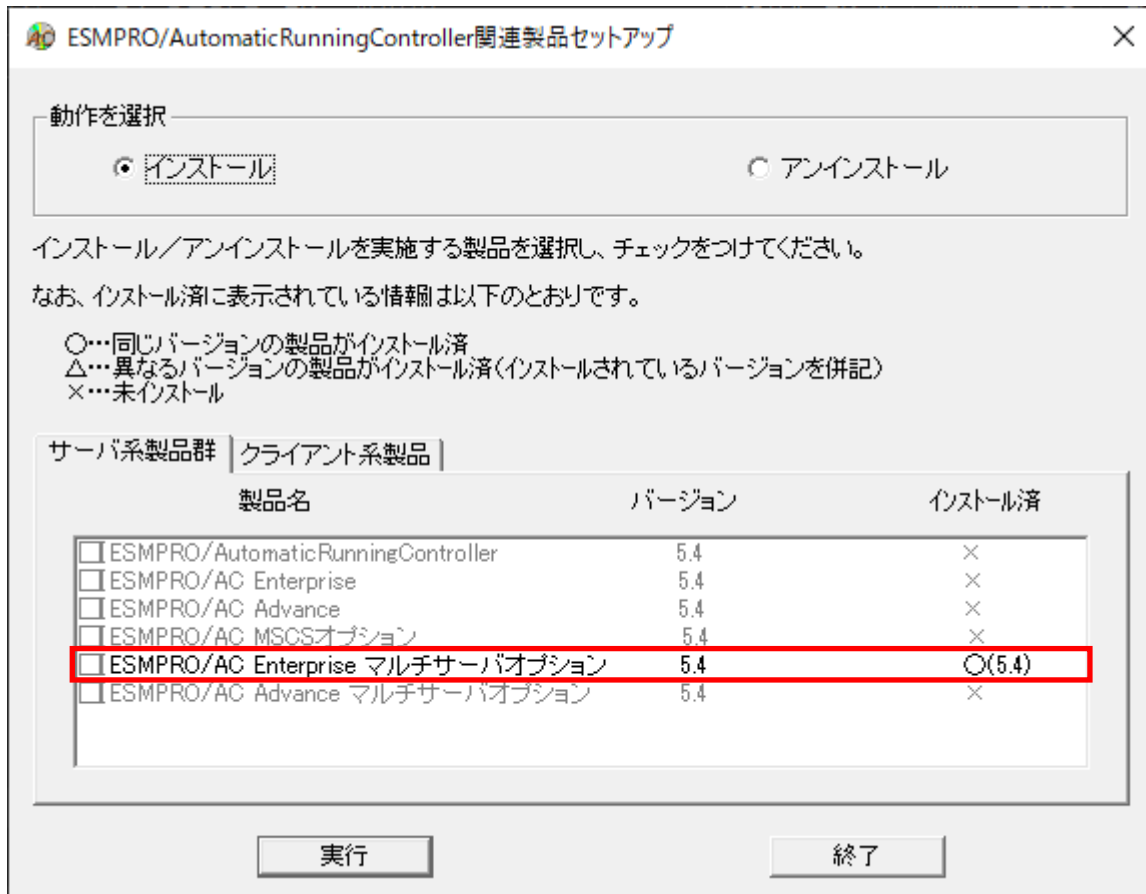 ESMPRO/AutomaticRunningController関連製品セットアップ
動作を選択
インストール アンインストール
インストール／アンインストールを実施する製品を選択し、チェックをつけてください。
なお、インストール済に表示されている情報は以下のとおりです。
○…同じバージョンの製品がインストール済
△…異なるバージョンの製品がインストール済(インストールされているバージョンを併記)
×…未インストール
サーバ系製品群 クライアント系製品
製品名 バージョン インストール済
ESMPRO/AutomaticRunningController 5.4 ×
ESMPRO/AC Enterprise 5.4 ×
ESMPRO/AC Advance 5.4 ×
ESMPRO/AC MSCSオプション 5.4 ×
ESMPRO/AC Enterprise マルチサーバオプション 5.4 ○(5.4)
ESMPRO/AC Advance マルチサーバオプション 5.4 ×
実行 終了